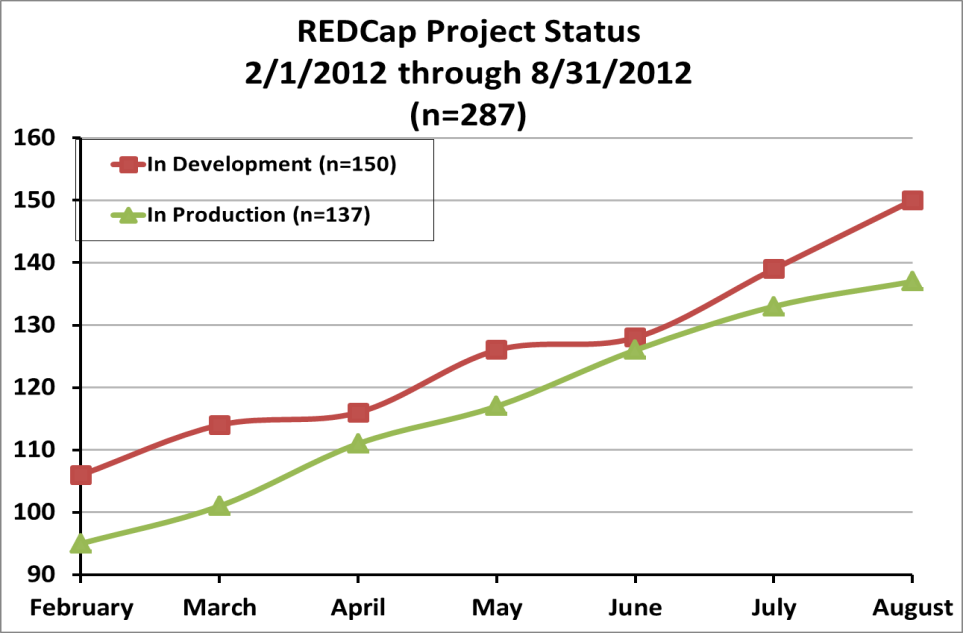 REDCap Project Status
2/1/2012 through 8/31/2012
(n=287)
160
In Development (n=150)
150
In Production (n=137)
140
130
120
110
100
90
February March April May June July August